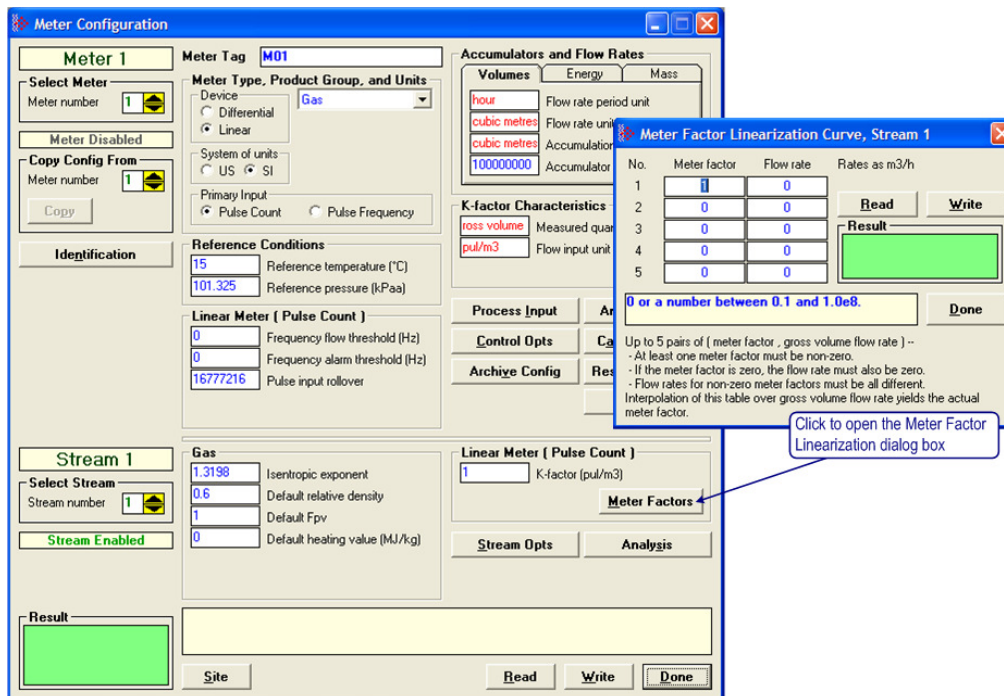 Meter Configuration
Meter 1
Select Meter
Meter number 1
Meter Disabled
Copy Config From
Meter number 1
Copy
Identification
Meter Tag M01
Meter Type, Product Group, and Units
Device
Differential
Linear
Gas
System of units
US SI
Primary Input
Pulse Count Pulse Frequency
Reference Conditions
15 Reference temperature (°C)
101.325 Reference pressure (kPaa)
Linear Meter ( Pulse Count )
0 Frequency flow threshold (Hz)
0 Frequency alarm threshold (Hz)
16777216 Pulse input rollover
Accumulators and Flow Rates
Volumes Energy Mass
hour Flow rate period unit
cubic metres Flow rate unit
cubic metres Accumulation
100000000 Accumulator
K-factor Characteristics
ross volume Measured quan
pul/m3 Flow input unit
Process Input Ar
Control Opts Ca
Archive Config Res
Meter Factor Linearization Curve, Stream 1
No. Meter factor Flow rate Rates as m3/h
1 1 0
2 0 0
3 0 0
4 0 0
5 0 0
Read Write
Result
0 or a number between 0.1 and 1.0e8.
Done
Up to 5 pairs of ( meter factor , gross volume flow rate ) --
- At least one meter factor must be non-zero.
- If the meter factor is zero, the flow rate must also be zero.
- Flow rates for non-zero meter factors must be all different.
Interpolation of this table over gross volume flow rate yields the actual
meter factor.
Click to open the Meter Factor
Linearization dialog box
Stream 1
Select Stream
Stream number 1
Stream Enabled
Gas
1.3198 Isentropic exponent
0.6 Default relative density
1 Default Fpv
0 Default heating value (MJ/kg)
Linear Meter ( Pulse Count )
1 K-factor (pul/m3)
Meter Factors
Stream Opts Analysis
Result
Site Read Write Done